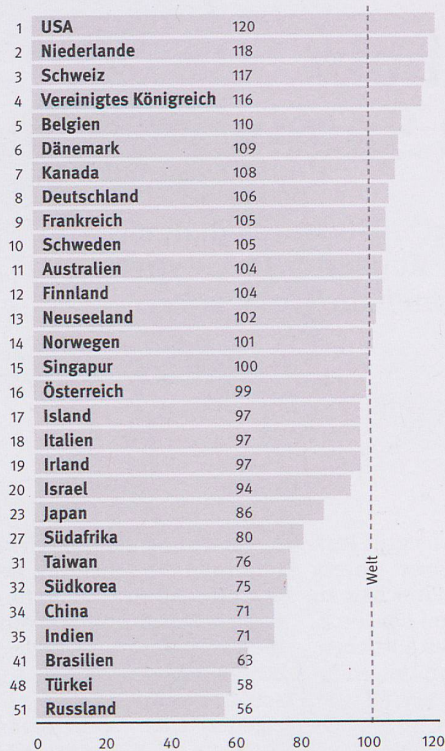 1 USA 120
2 Niederlande 118
3 Schweiz 117
4 Vereinigtes Königreich 116
5 Belgien 110
6 Dänemark 109
7 Kanada 108
8 Deutschland 106
9 Frankreich 105
10 Schweden 105
11 Australien 104
12 Finnland 104
13 Neuseeland 102
14 Norwegen 101
15 Singapur 100
16 Österreich 99
17 Island 97
18 Italien 97
19 Irland 97
20 Israel 94
23 Japan 86
27 Südafrika 80
31 Taiwan 76
32 Südkorea 75
34 China 71
35 Indien 71
41 Brasilien 63
48 Türkei 58
51 Russland 56
Welt
0 20 40 60 80 100 120